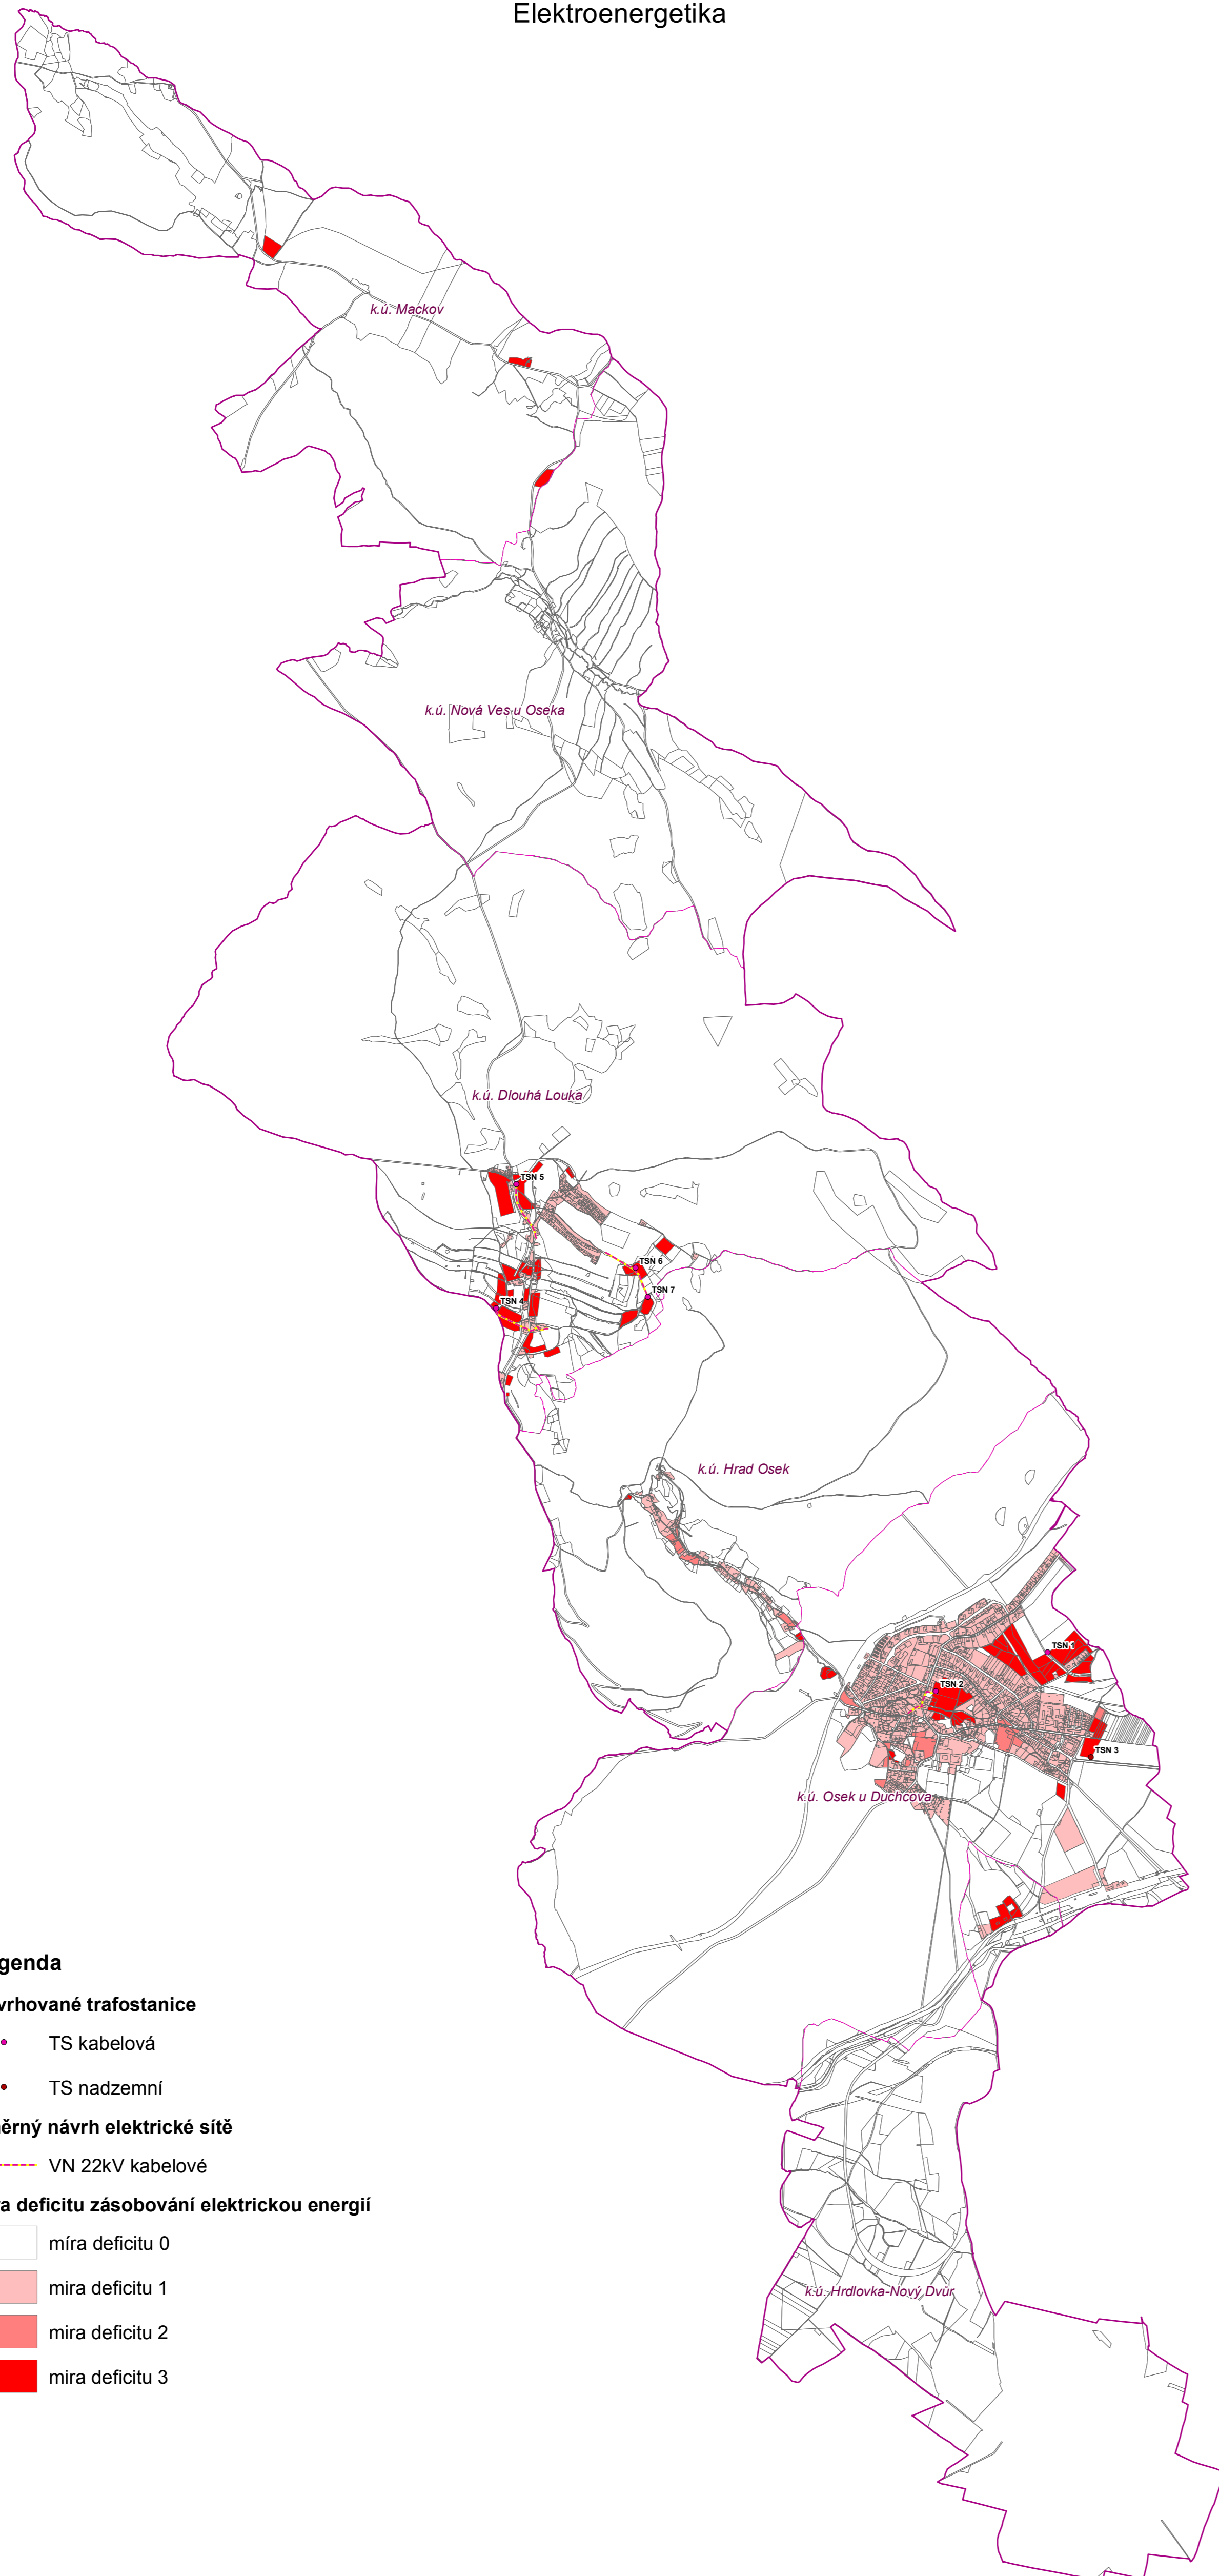 Elektroenergetika
k.ú. Mackov
k.ú. Nová Ves u Oseka
k.ú. Dlouhá Louka
TSN 5
TSN 6
TSN 7
TSN 4
k.ú. Hrad Osek
TSN 1
TSN 2
TSN 3
k.ú. Osek u Duchcova
k.ú. Hrdlovka-Nový Dvůr
genda
vrhované trafostanice
TS kabelová
TS nadzemní
ěrný návrh elektrické sítě
VN 22kV kabelové
ra deficitu zásobování elektrickou energií
míra deficitu 0
mira deficitu 1
mira deficitu 2
mira deficitu 3